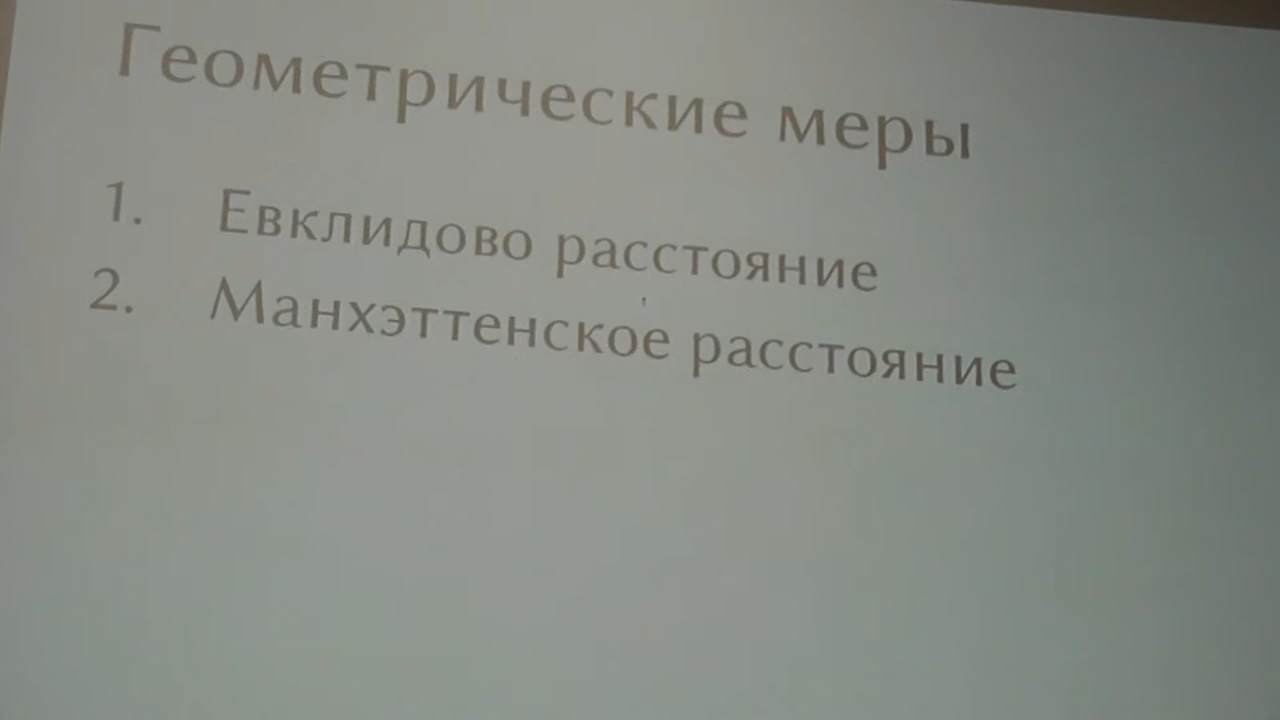 Геометрические меры
1. Евклидово расстояние
2. Манхэттенское расстояние